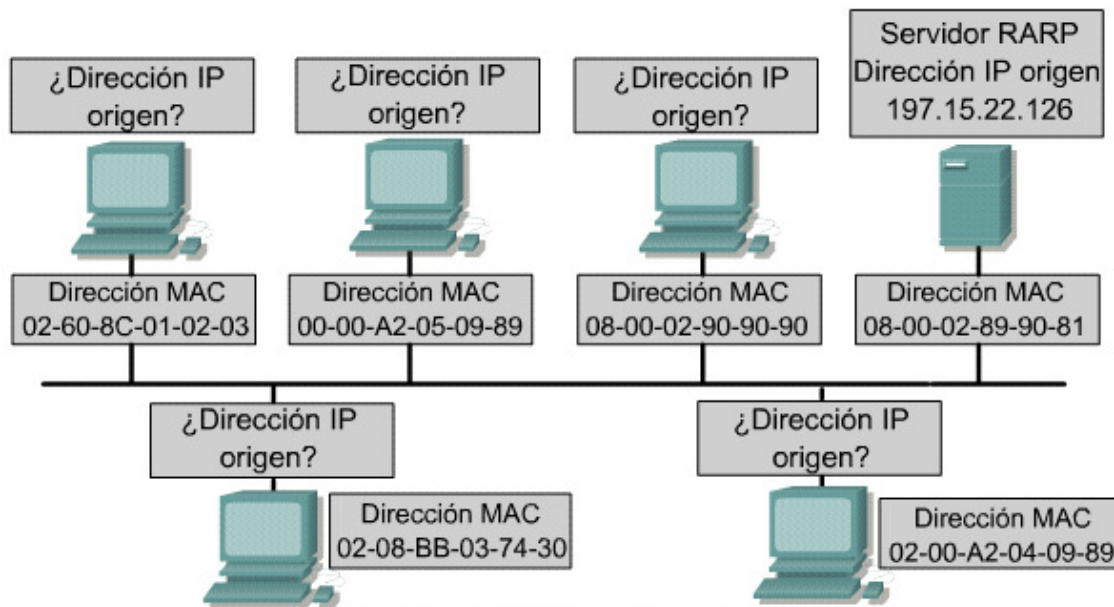 ¿Dirección IP
origen?
¿Dirección IP
origen?
¿Dirección IP
origen?
Servidor RARP
Dirección IP origen
197.15.22.126
Dirección MAC
02-60-8C-01-02-03
Dirección MAC
00-00-A2-05-09-89
Dirección MAC
08-00-02-90-90-90
Dirección MAC
08-00-02-89-90-81
¿Dirección IP
origen?
Dirección MAC
02-08-BB-03-74-30
¿Dirección IP
origen?
Dirección MAC
02-00-A2-04-09-89